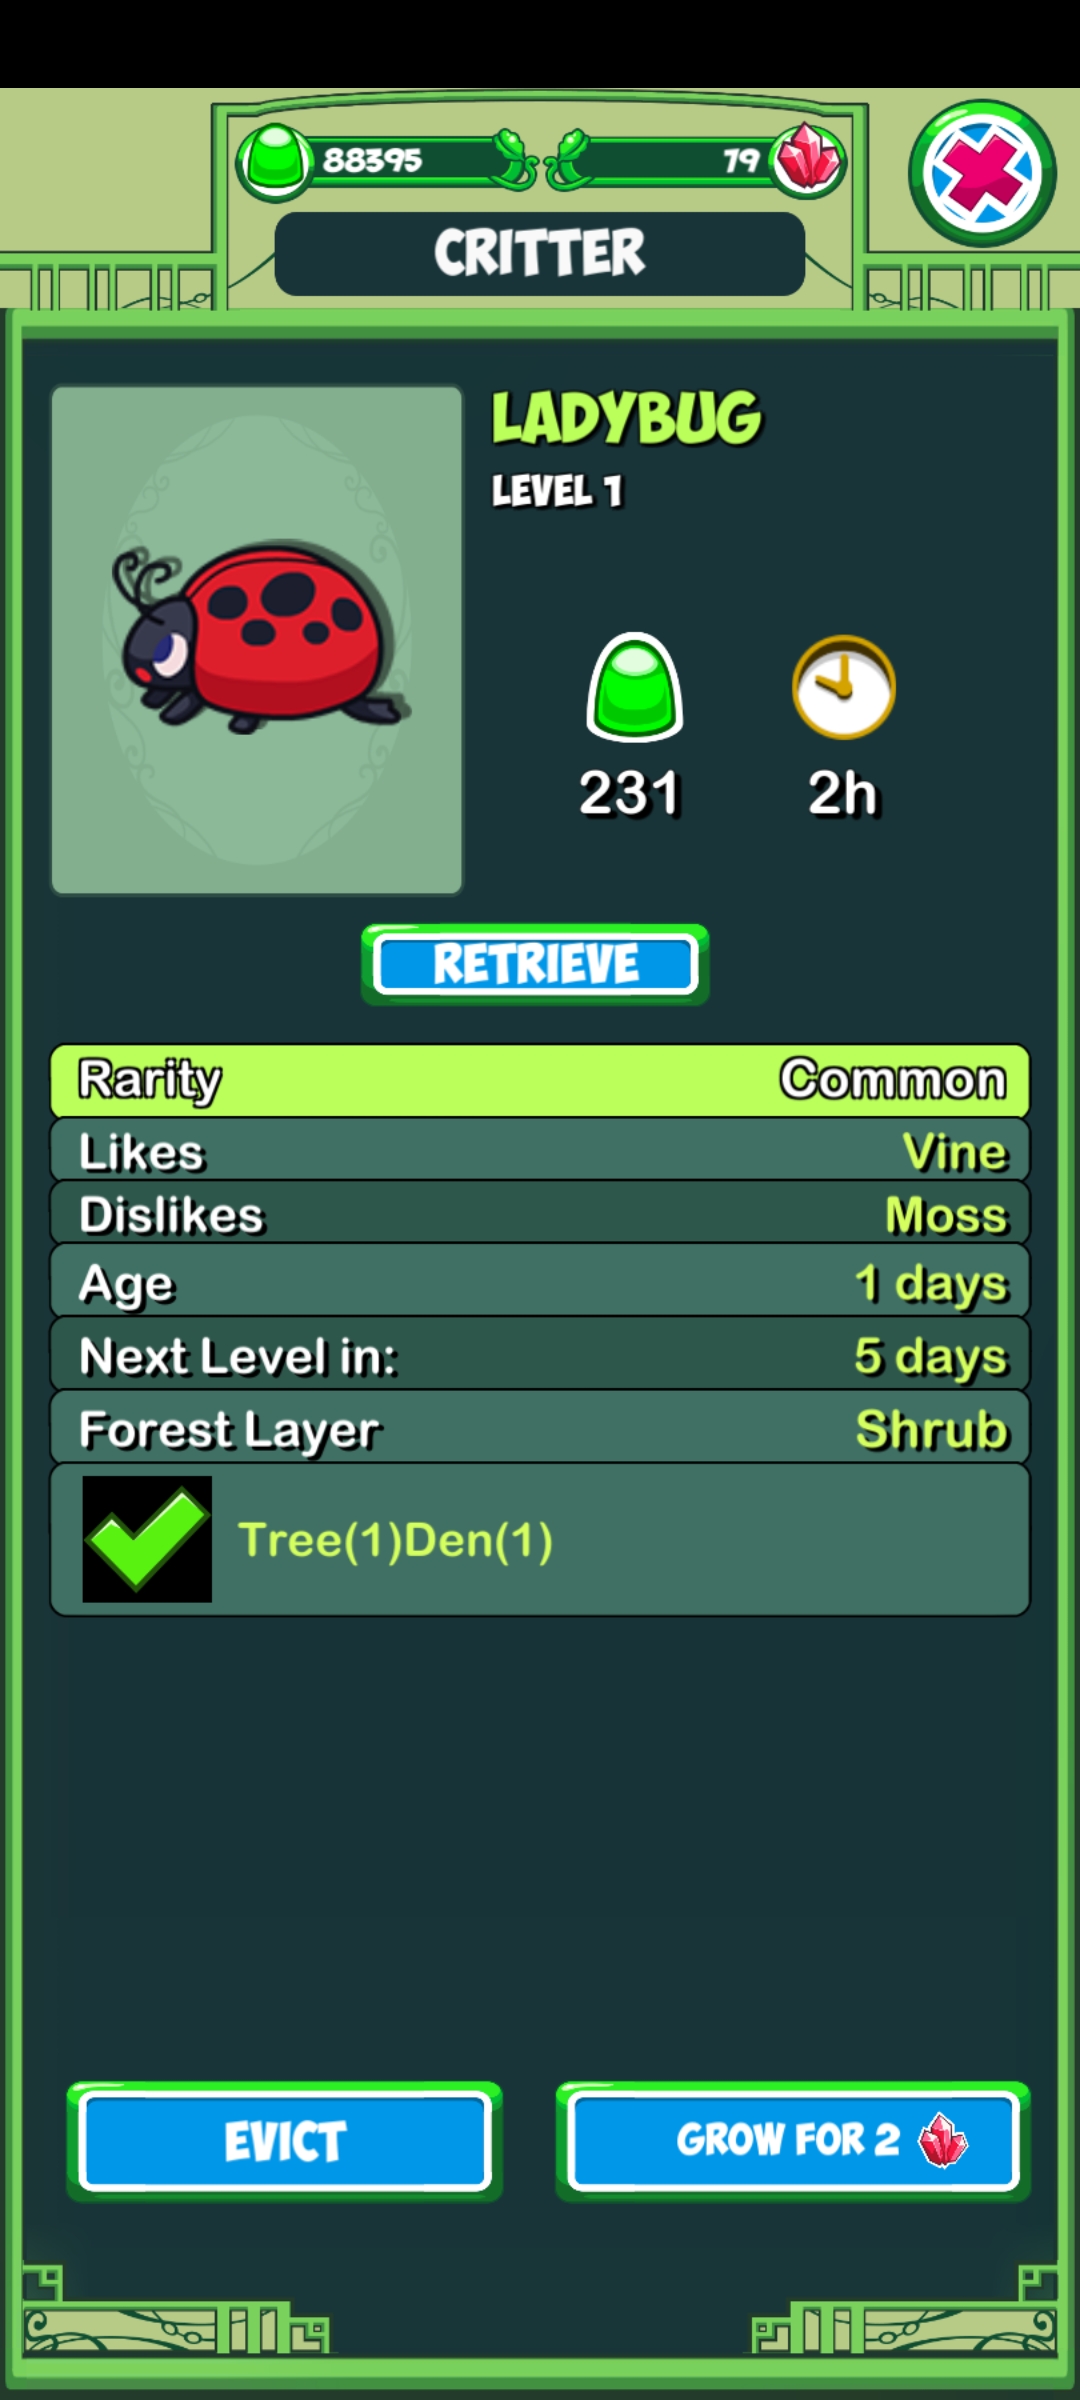 88395 79
CRITTER
LADYBUG
LEVEL 1
231 2h
RETRIEVE
Rarity Common
Likes Vine
Dislikes Moss
Age 1 days
Next Level in: 5 days
Forest Layer Shrub
Tree(1)Den(1)
EVICT GROW FOR 2